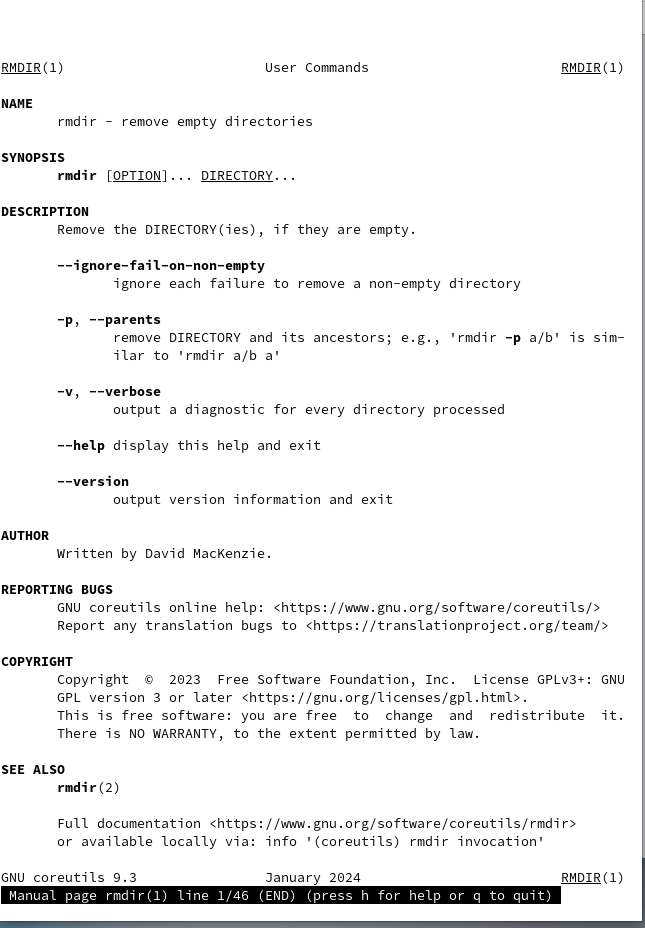 RMDIR(1)                         User Commands                        RMDIR(1)
NAME
       rmdir - remove empty directories
SYNOPSIS
       rmdir [OPTION]... DIRECTORY...
DESCRIPTION
       Remove the DIRECTORY(ies), if they are empty.
       --ignore-fail-on-non-empty
              ignore each failure to remove a non-empty directory
       -p, --parents
              remove DIRECTORY and its ancestors; e.g., 'rmdir -p a/b' is sim-
              ilar to 'rmdir a/b a'
       -v, --verbose
              output a diagnostic for every directory processed
       --help display this help and exit
       --version
              output version information and exit
AUTHOR
       Written by David MacKenzie.
REPORTING BUGS
       GNU coreutils online help: <https://www.gnu.org/software/coreutils/>
       Report any translation bugs to <https://translationproject.org/team/>
COPYRIGHT
       Copyright  ©  2023  Free Software Foundation, Inc.  License GPLv3+: GNU
       GPL version 3 or later <https://gnu.org/licenses/gpl.html>.
       This is free software: you are free  to  change  and  redistribute  it.
       There is NO WARRANTY, to the extent permitted by law.
SEE ALSO
       rmdir(2)
       Full documentation <https://www.gnu.org/software/coreutils/rmdir>
       or available locally via: info '(coreutils) rmdir invocation'
GNU coreutils 9.3                January 2024                         RMDIR(1)
 Manual page rmdir(1) line 1/46 (END) (press h for help or q to quit)